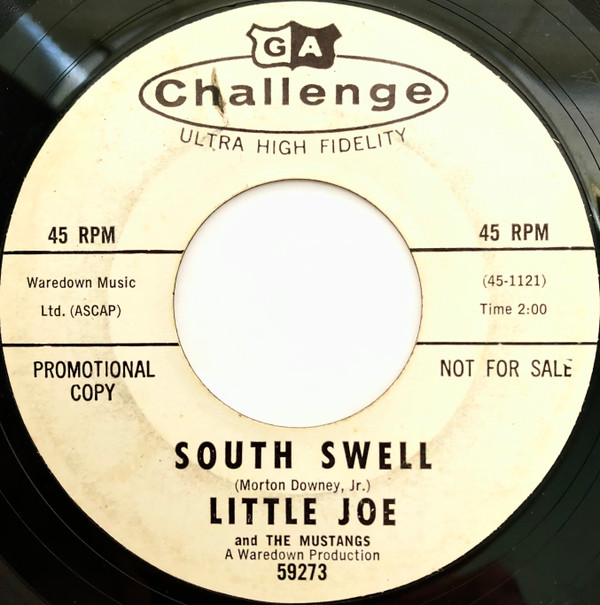 GA
Challenge
ULTRA HIGH FIDELITY
45 RPM
45 RPM
Waredown Music
Ltd. (ASCAP)
(45-1121)
Time 2:00
PROMOTIONAL
COPY
NOT FOR SALE
SOUTH SWELL
(Morton Downey, Jr.)
LITTLE JOE
and THE MUSTANGS
A Waredown Production
59273